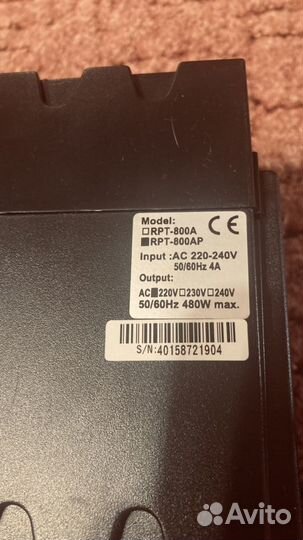 Model:
□RPT-800A
■RPT-800AP
CE
Input :AC 220-240V
50/60Hz 4A
Output:
AC■220V□230V□240V
50/60Hz 480W max.
S/N:40158721904
Avito